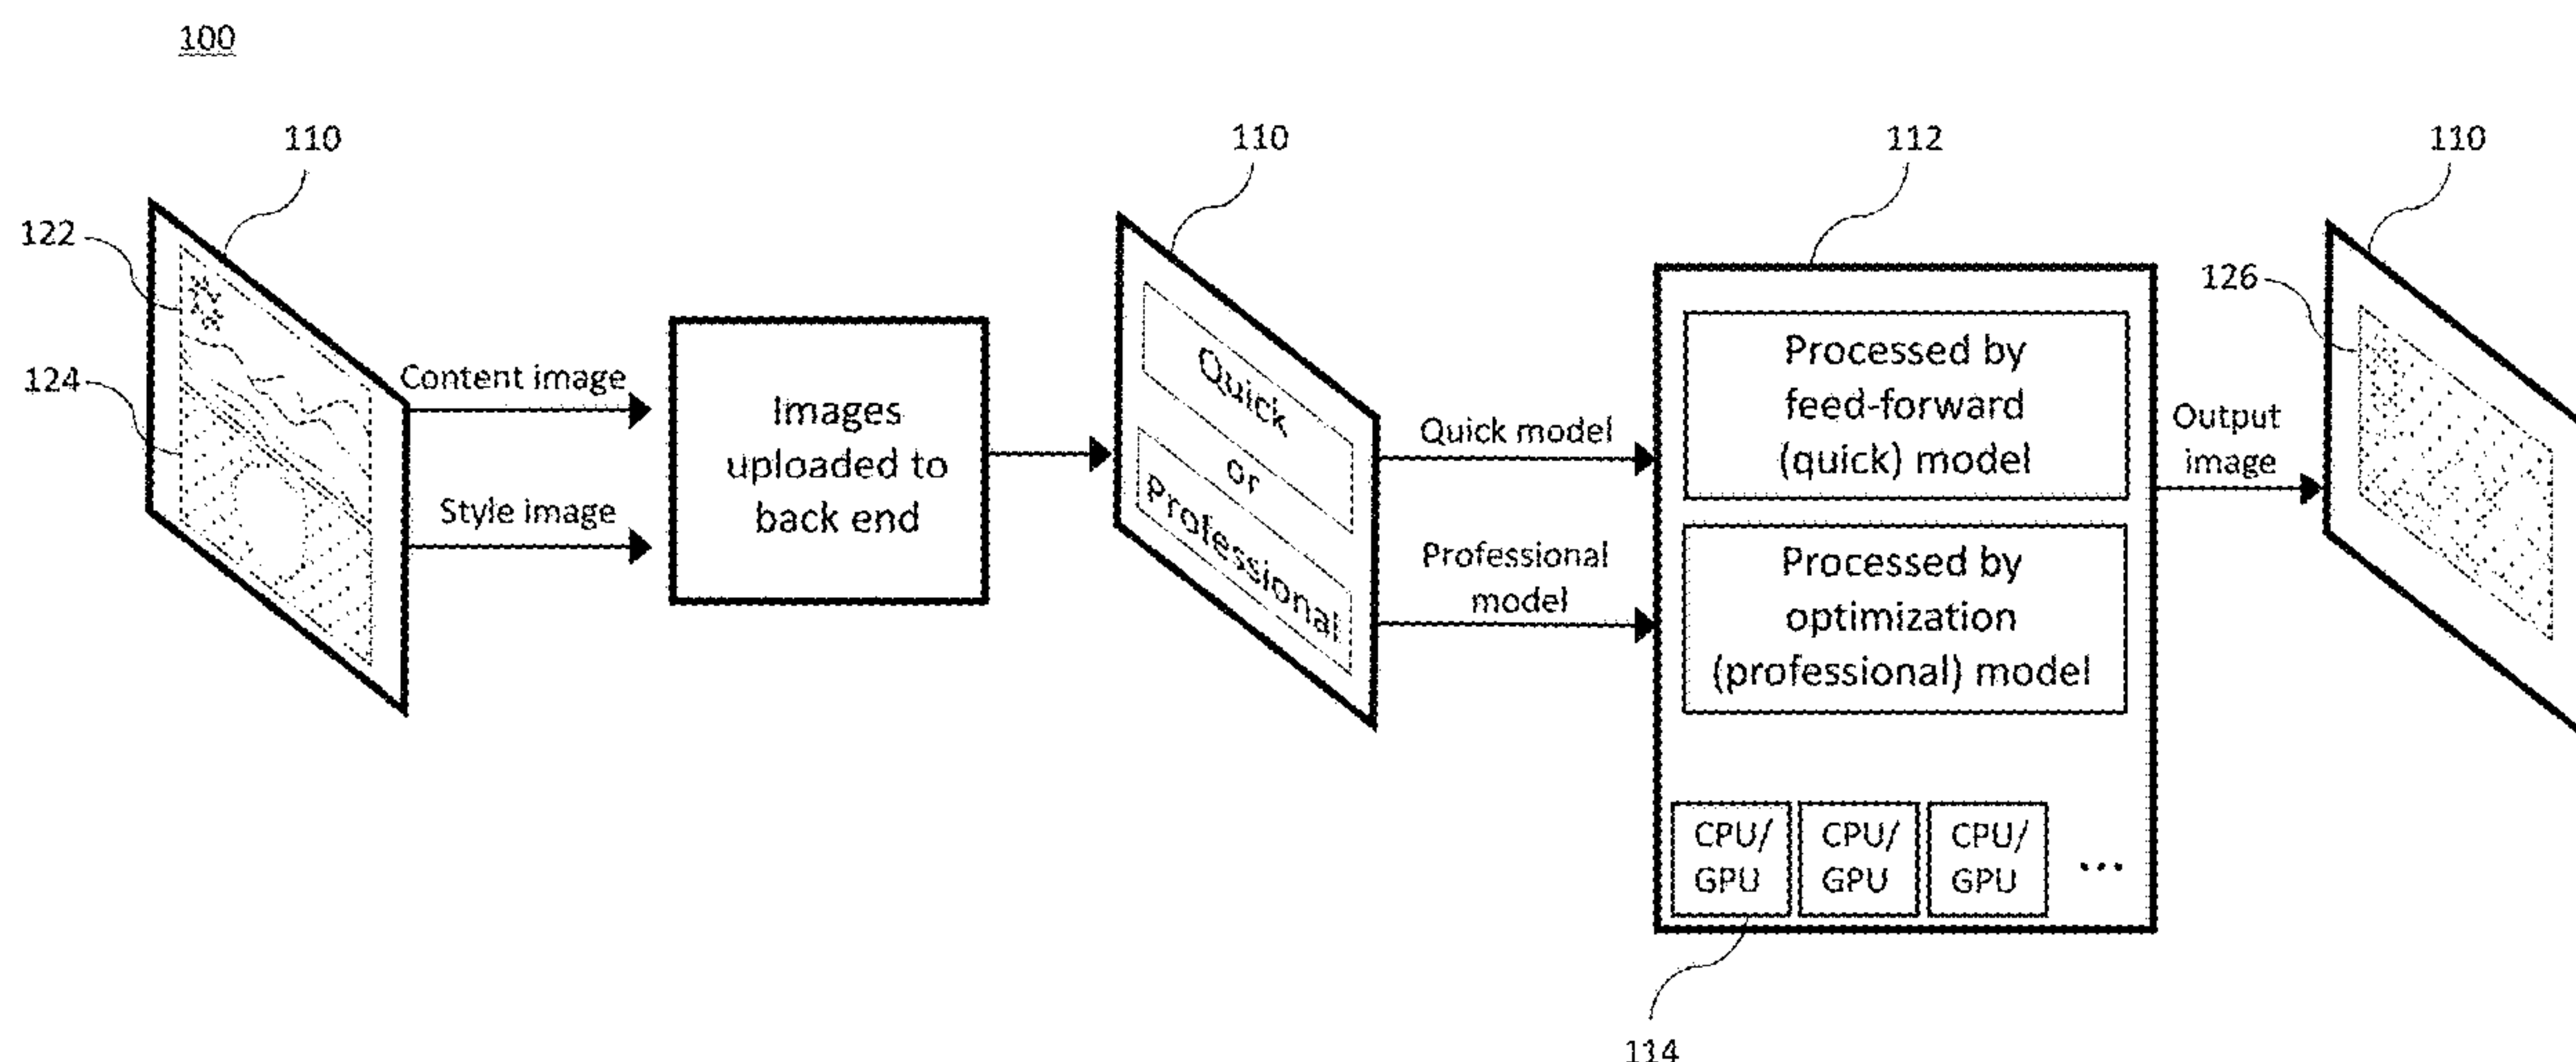 100
110
110
112
110
122
124
126
Content image
Style image
Images
uploaded to
back end
Quick
or
Professional
Quick model
Professional
model
Processed by
feed-forward
(quick) model
Processed by
optimization
(professional) model
CPU/
GPU
CPU/
GPU
CPU/
GPU
...
114
Output
image